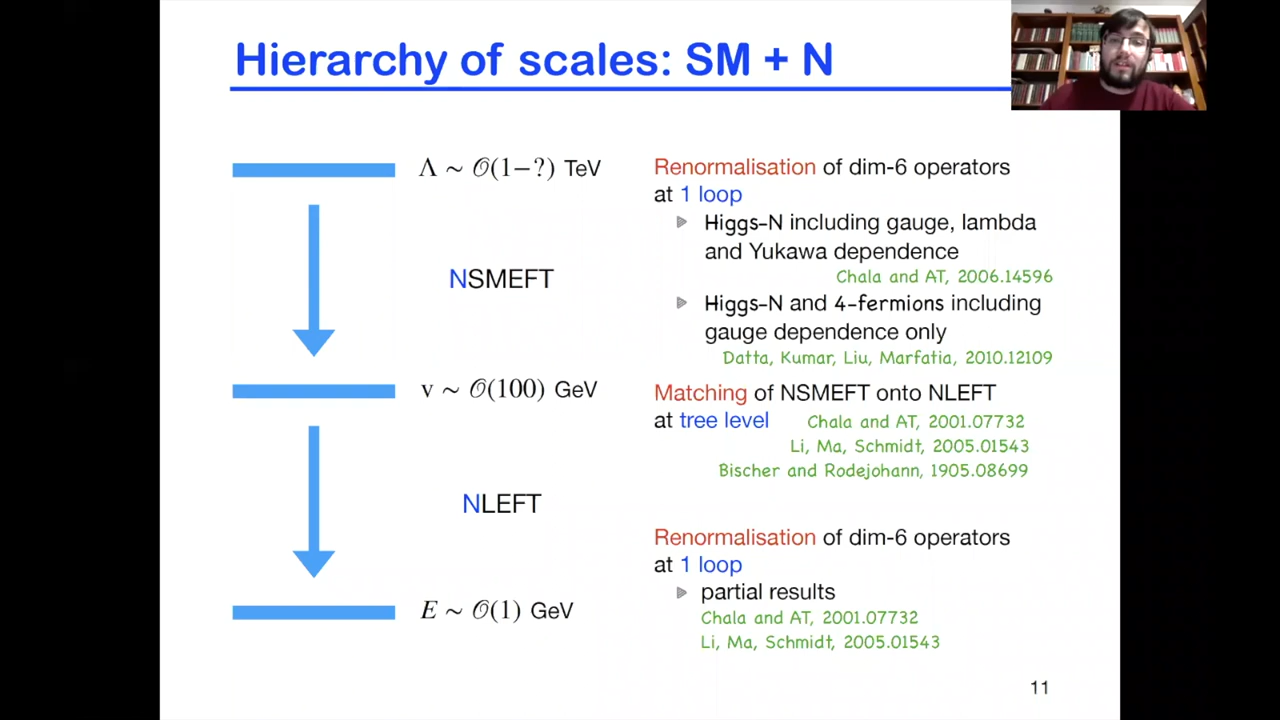 Hierarchy of scales: SM + N
Λ ~ 𝒪(1−?) TeV
NSMEFT
v ~ 𝒪(100) GeV
NLEFT
E ~ 𝒪(1) GeV
Renormalisation of dim-6 operators
at 1 loop
Higgs-N including gauge, lambda
and Yukawa dependence
Chala and AT, 2006.14596
Higgs-N and 4-fermions including
gauge dependence only
Datta, Kumar, Liu, Marfatia, 2010.12109
Matching of NSMEFT onto NLEFT
at tree level Chala and AT, 2001.07732
Li, Ma, Schmidt, 2005.01543
Bischer and Rodejohann, 1905.08699
Renormalisation of dim-6 operators
at 1 loop
partial results
Chala and AT, 2001.07732
Li, Ma, Schmidt, 2005.01543
11